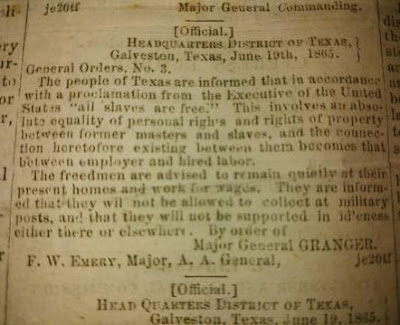 je20tf Major General Commanding.
[Official.]
HEADQUARTERS DISTRICT OF TEXAS,
Galveston, Texas, June 19th, 1865.
General Orders, No. 3.
The people of Texas are informed that in accordance
with a proclamation from the Executive of the United
States "all slaves are free." This involves an abso-
lute equality of personal rights and rights of property
between former masters and slaves, and the connec-
tion heretofore existing between them becomes that
between employer and hired labor.
The freedmen are advised to remain quietly at their
present homes and work for wages. They are inform-
ed that they will not be allowed to collect at military
posts, and that they will not be supported in id'eness
either there or elsewhere. By order of
Major General GRANGER.
F. W. EMERY, Major, A. A. General, je20tf
[Official.]
HEAD QUARTERS DISTRICT OF TEXAS,
Galveston, Texas, June 19, 1865.